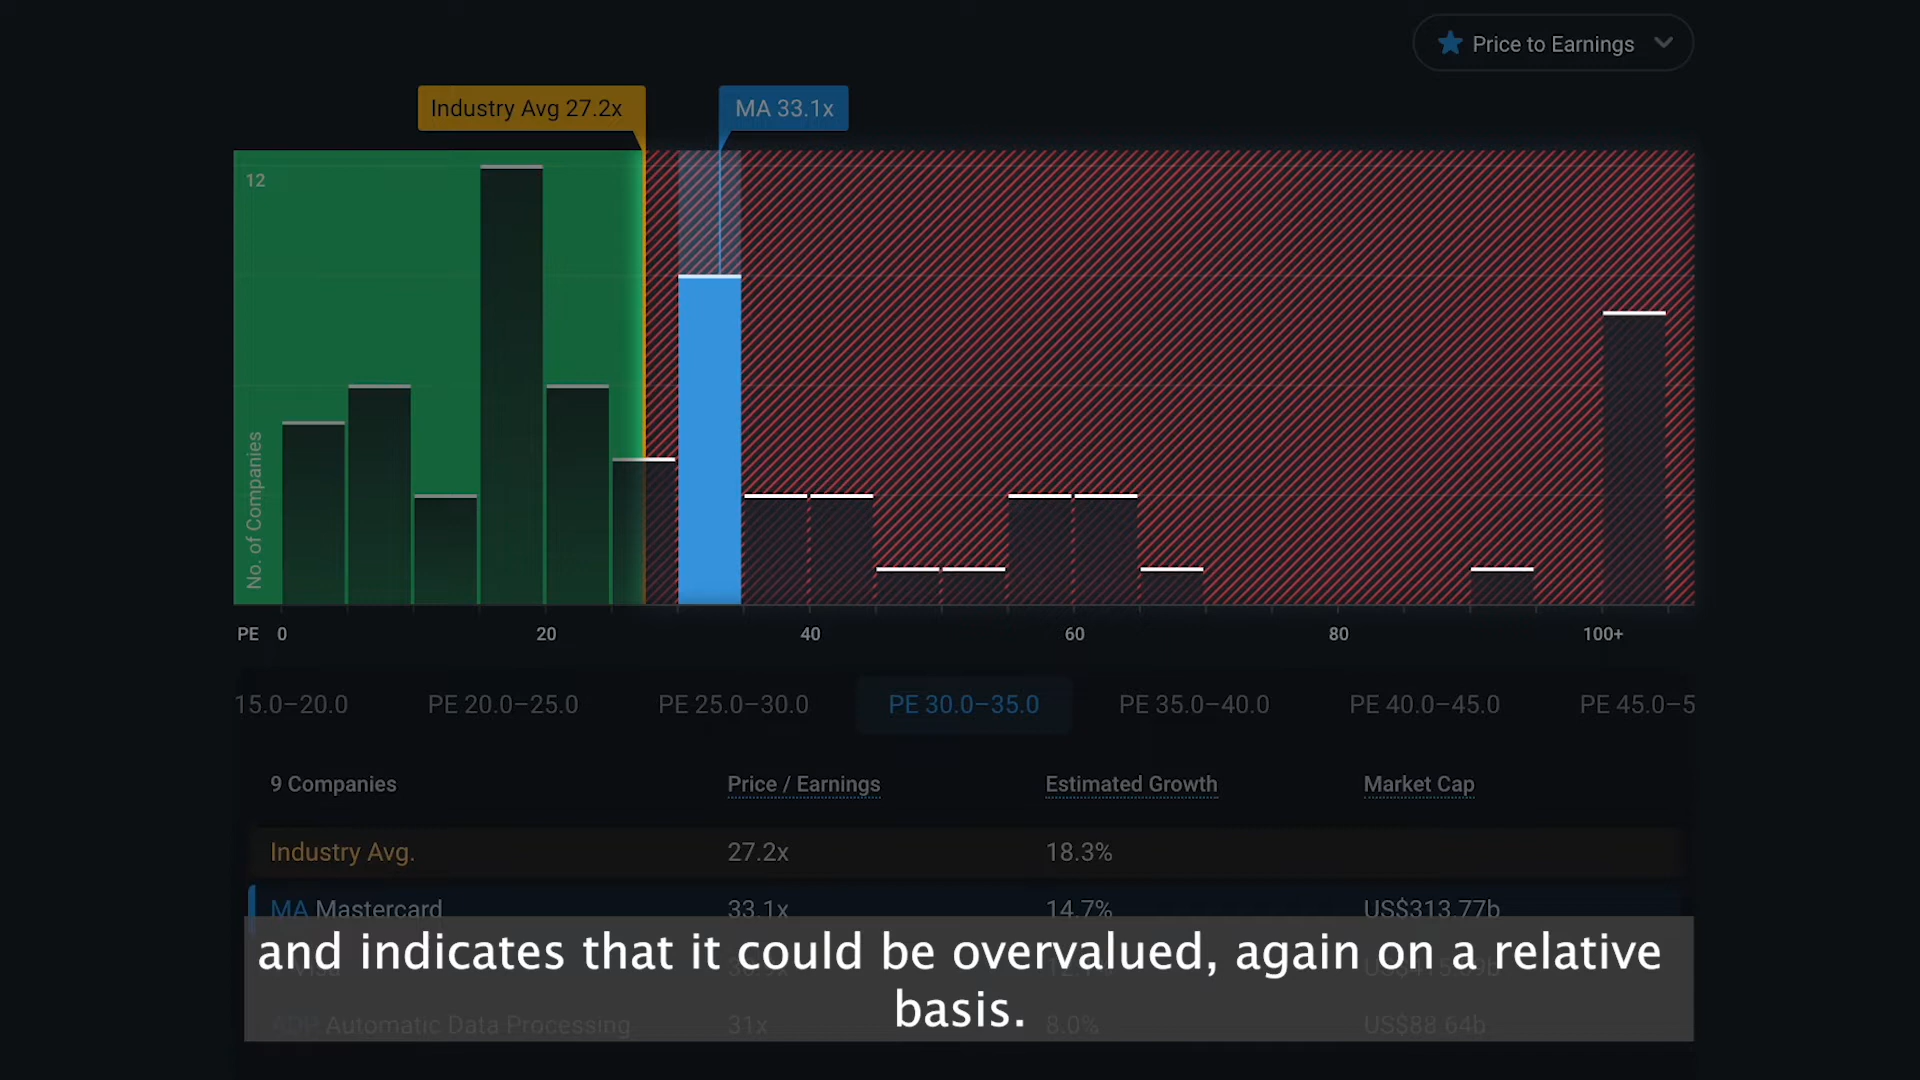 Price to Earnings
Industry Avg 27.2x
MA 33.1x
12
No. of Companies
PE 0 20 40 60 80 100+
15.0–20.0 PE 20.0–25.0 PE 25.0–30.0 PE 30.0–35.0 PE 35.0–40.0 PE 40.0–45.0 PE 45.0–5
9 Companies Price / Earnings Estimated Growth Market Cap
Industry Avg. 27.2x 18.3%
MA Mastercard 33.1x 14.7% US$313.77b
and indicates that it could be overvalued, again on a relative
basis.
ADP Automatic Data Processing 31x 8.0% US$88.64b